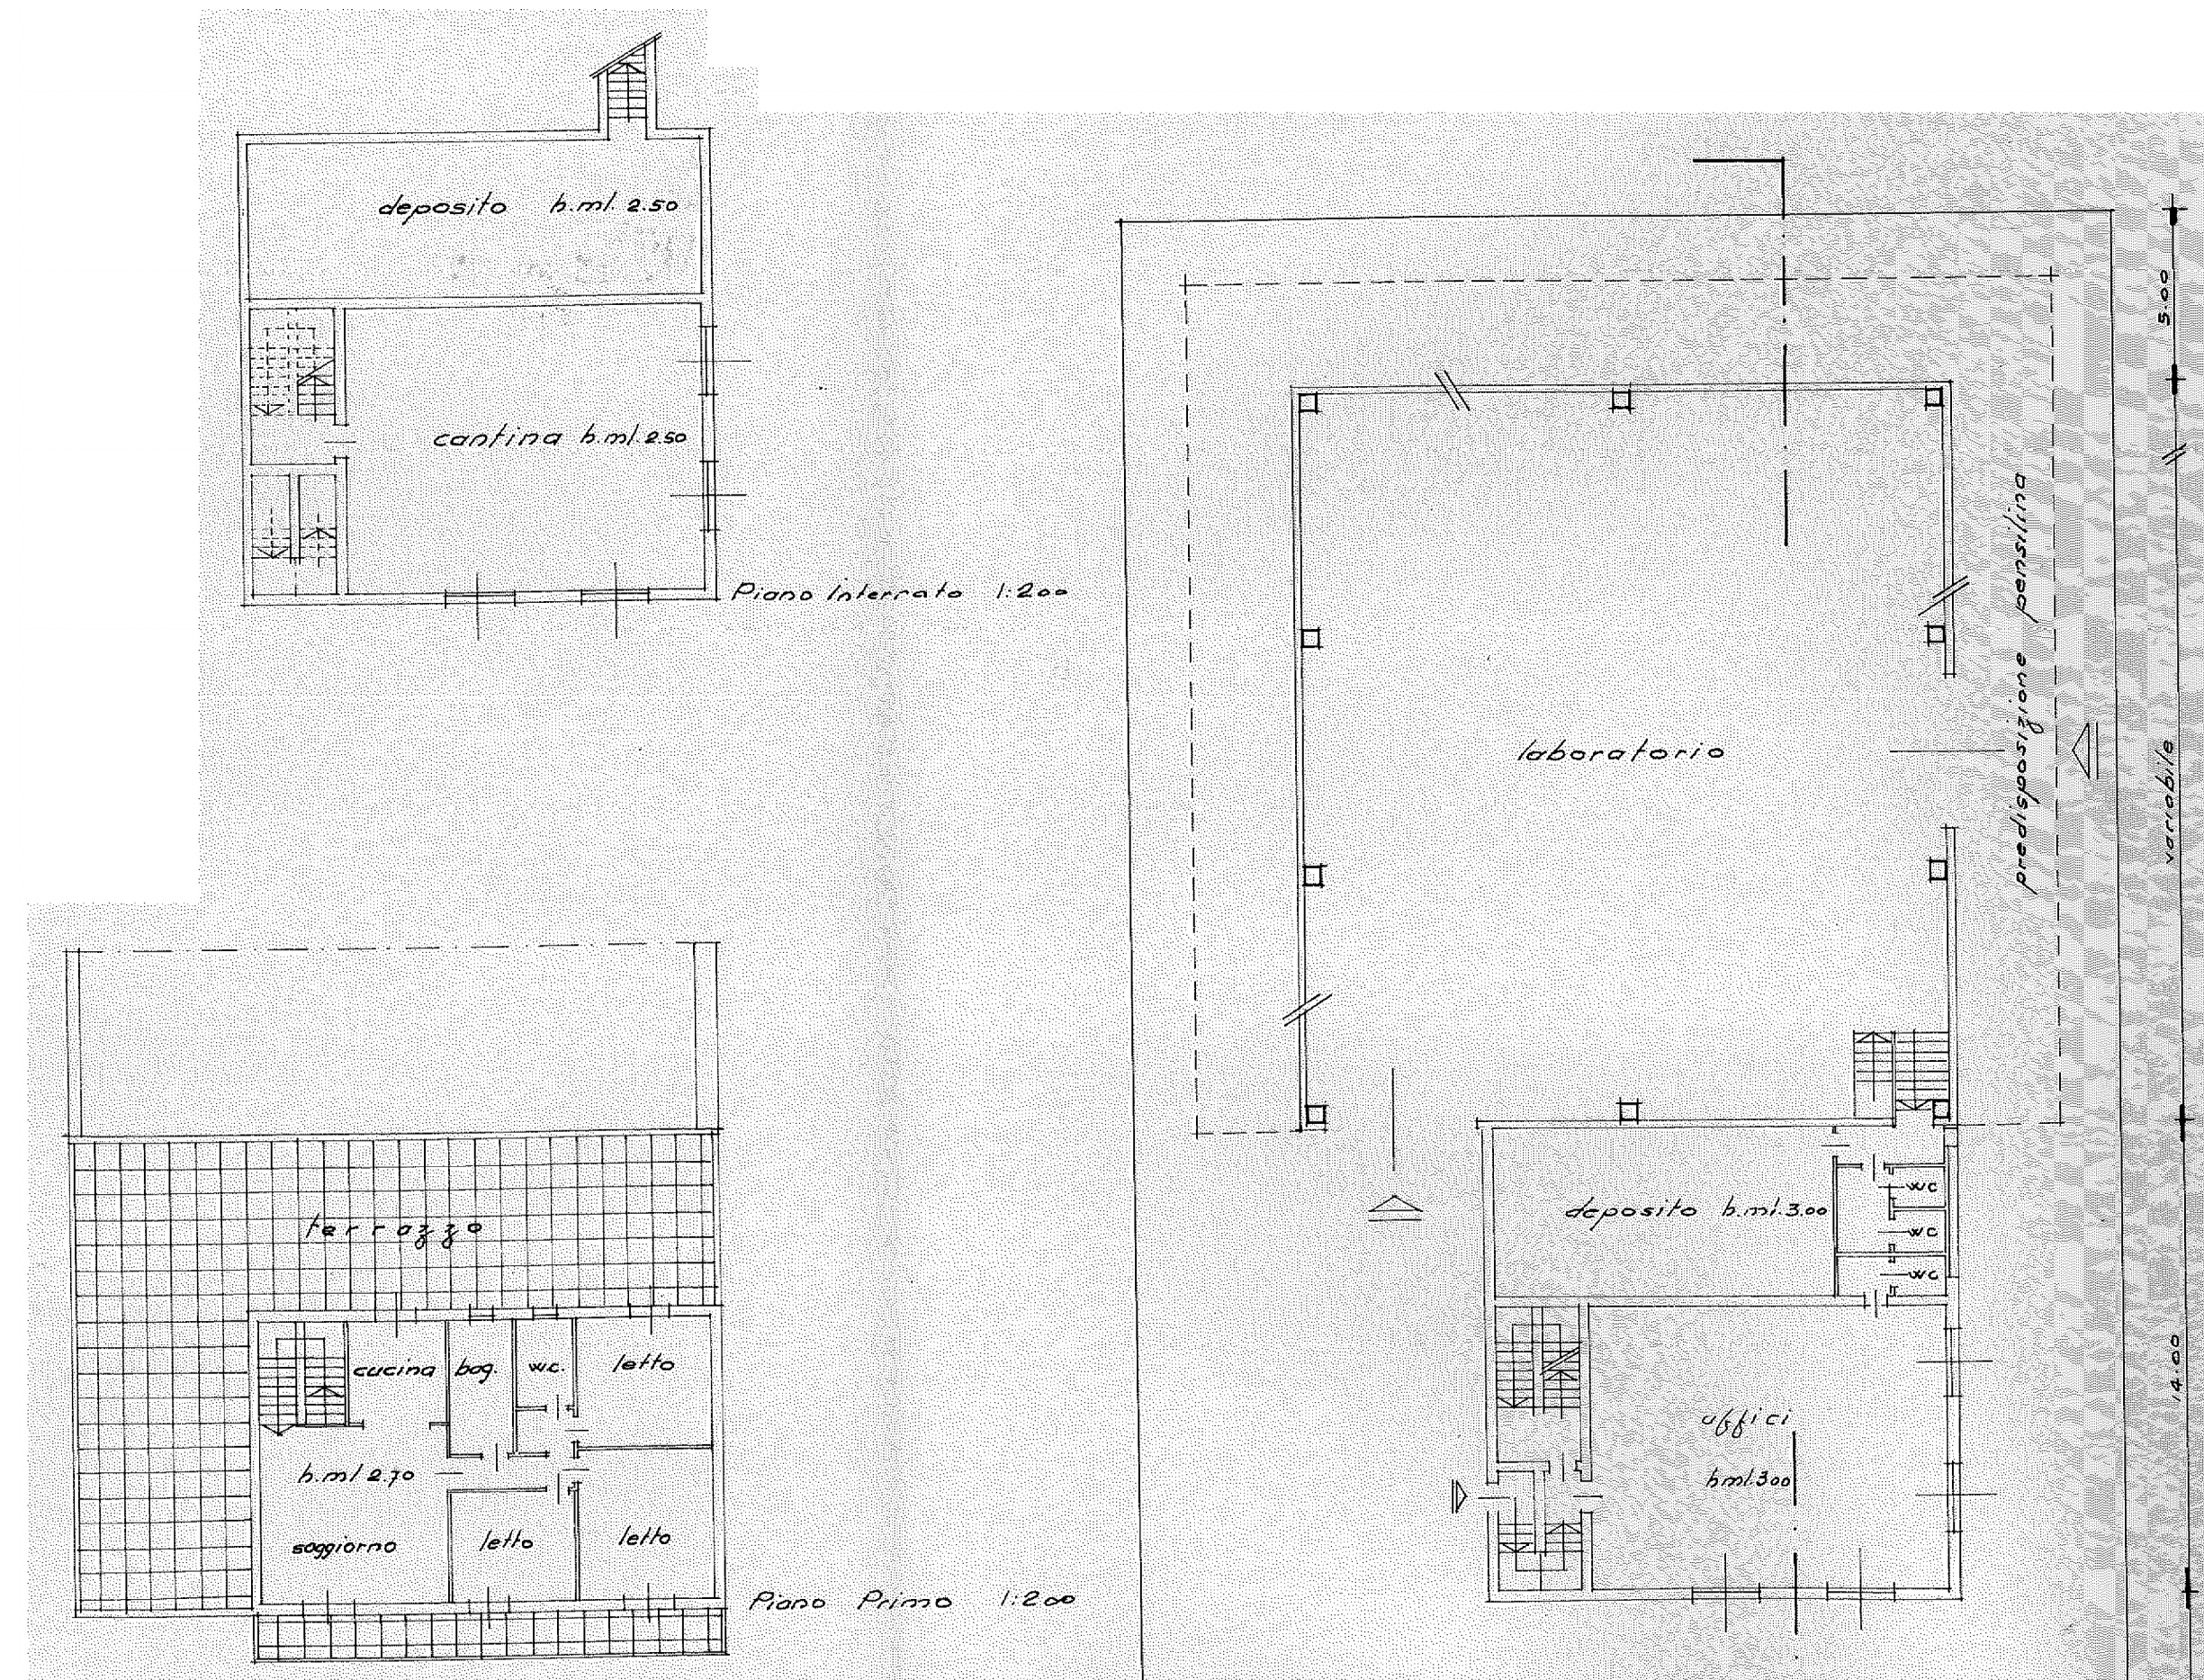 deposito h.ml. 2.50
cantina h.ml. 2.50
Piano Interrato 1:200
5.00
predisposizione pensilina
variabile
laboratorio
deposito h.ml. 3.00
wc
wc
wc
uffici
h.ml. 3.00
14.00
terrazzo
cucina bag. w.c. letto
h.ml 2.70
soggiorno letto letto
Piano Primo 1:200